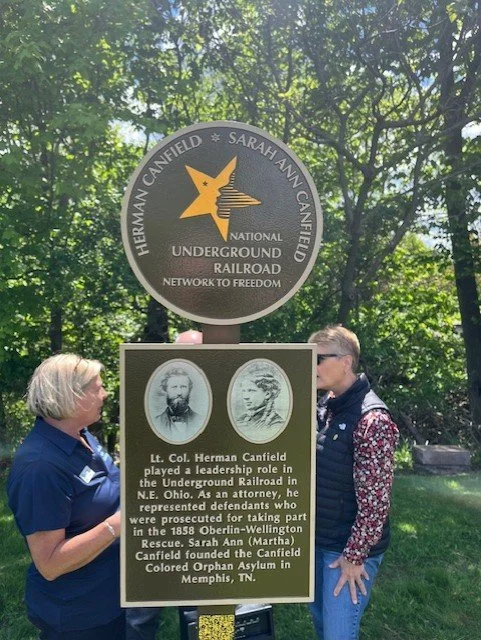 HERMAN CANFIELD * SARAH ANN CANFIELD
NATIONAL
UNDERGROUND
RAILROAD
NETWORK TO FREEDOM
Lt. Col. Herman Canfield
played a leadership role in
the Underground Railroad in
N.E. Ohio. As an attorney, he
represented defendants who
were prosecuted for taking part
in the 1858 Oberlin-Wellington
Rescue. Sarah Ann (Martha)
Canfield founded the Canfield
Colored Orphan Asylum in
Memphis, TN.